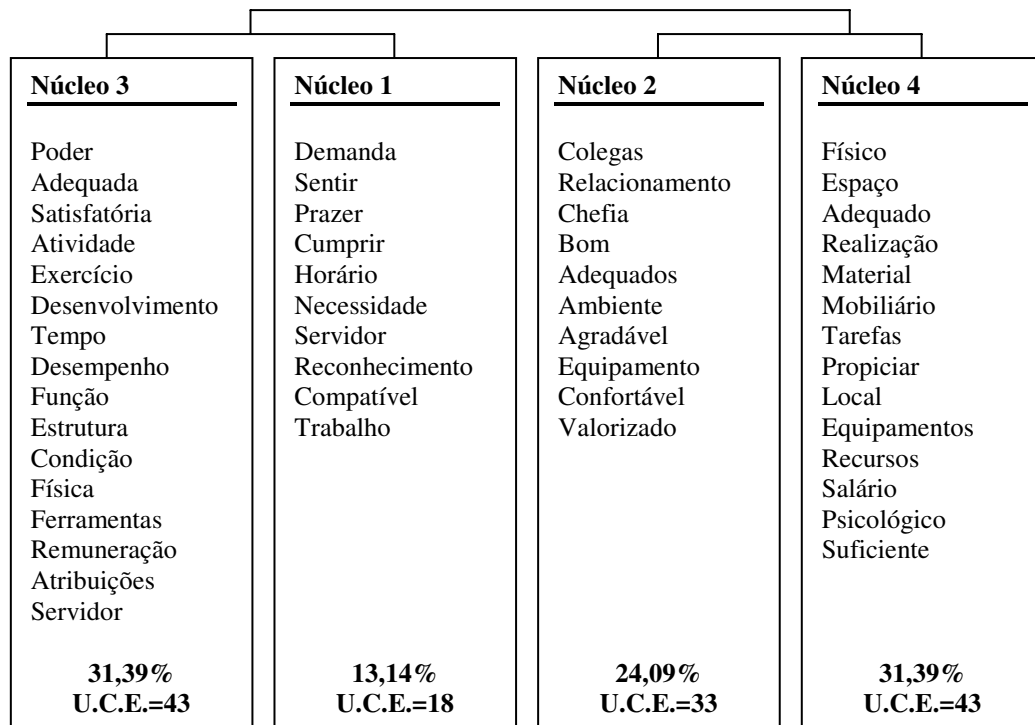 Núcleo 3
Poder
Adequada
Satisfatória
Atividade
Exercício
Desenvolvimento
Tempo
Desempenho
Função
Estrutura
Condição
Física
Ferramentas
Remuneração
Atribuições
Servidor
31,39%
U.C.E.=43
Núcleo 1
Demanda
Sentir
Prazer
Cumprir
Horário
Necessidade
Servidor
Reconhecimento
Compatível
Trabalho
13,14%
U.C.E.=18
Núcleo 2
Colegas
Relacionamento
Chefia
Bom
Adequados
Ambiente
Agradável
Equipamento
Confortável
Valorizado
24,09%
U.C.E.=33
Núcleo 4
Físico
Espaço
Adequado
Realização
Material
Mobiliário
Tarefas
Propiciar
Local
Equipamentos
Recursos
Salário
Psicológico
Suficiente
31,39%
U.C.E.=43